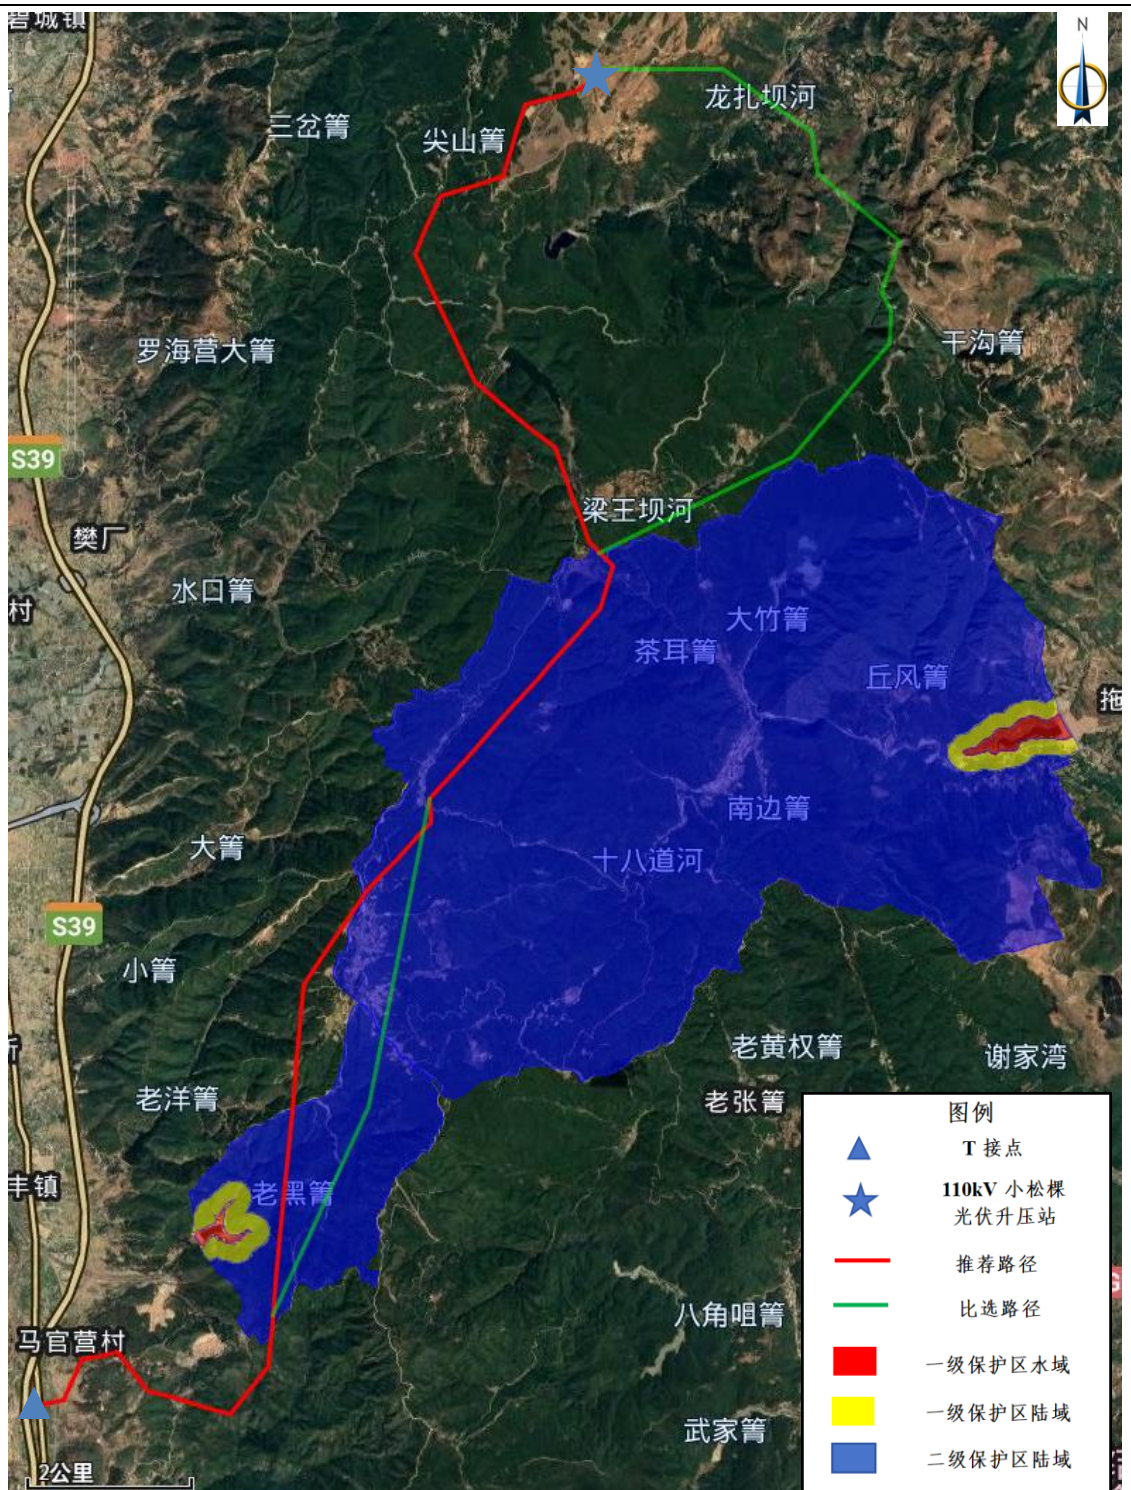 碧城镇
N
龙扎坝河
三岔箐
尖山箐
罗海营大箐
干沟箐
S39
梁王坝河
樊厂
水口箐
村
大竹箐
茶耳箐
丘风箐
拖
南边箐
大箐
十八道河
S39
小箐
老黄权箐
谢家湾
老洋箐
老张箐
丰镇
老黑箐
八角咀箐
马官营村
武家箐
2公里
图例
T 接点
110kV 小松棵
光伏升压站
推荐路径
比选路径
一级保护区水域
一级保护区陆域
二级保护区陆域